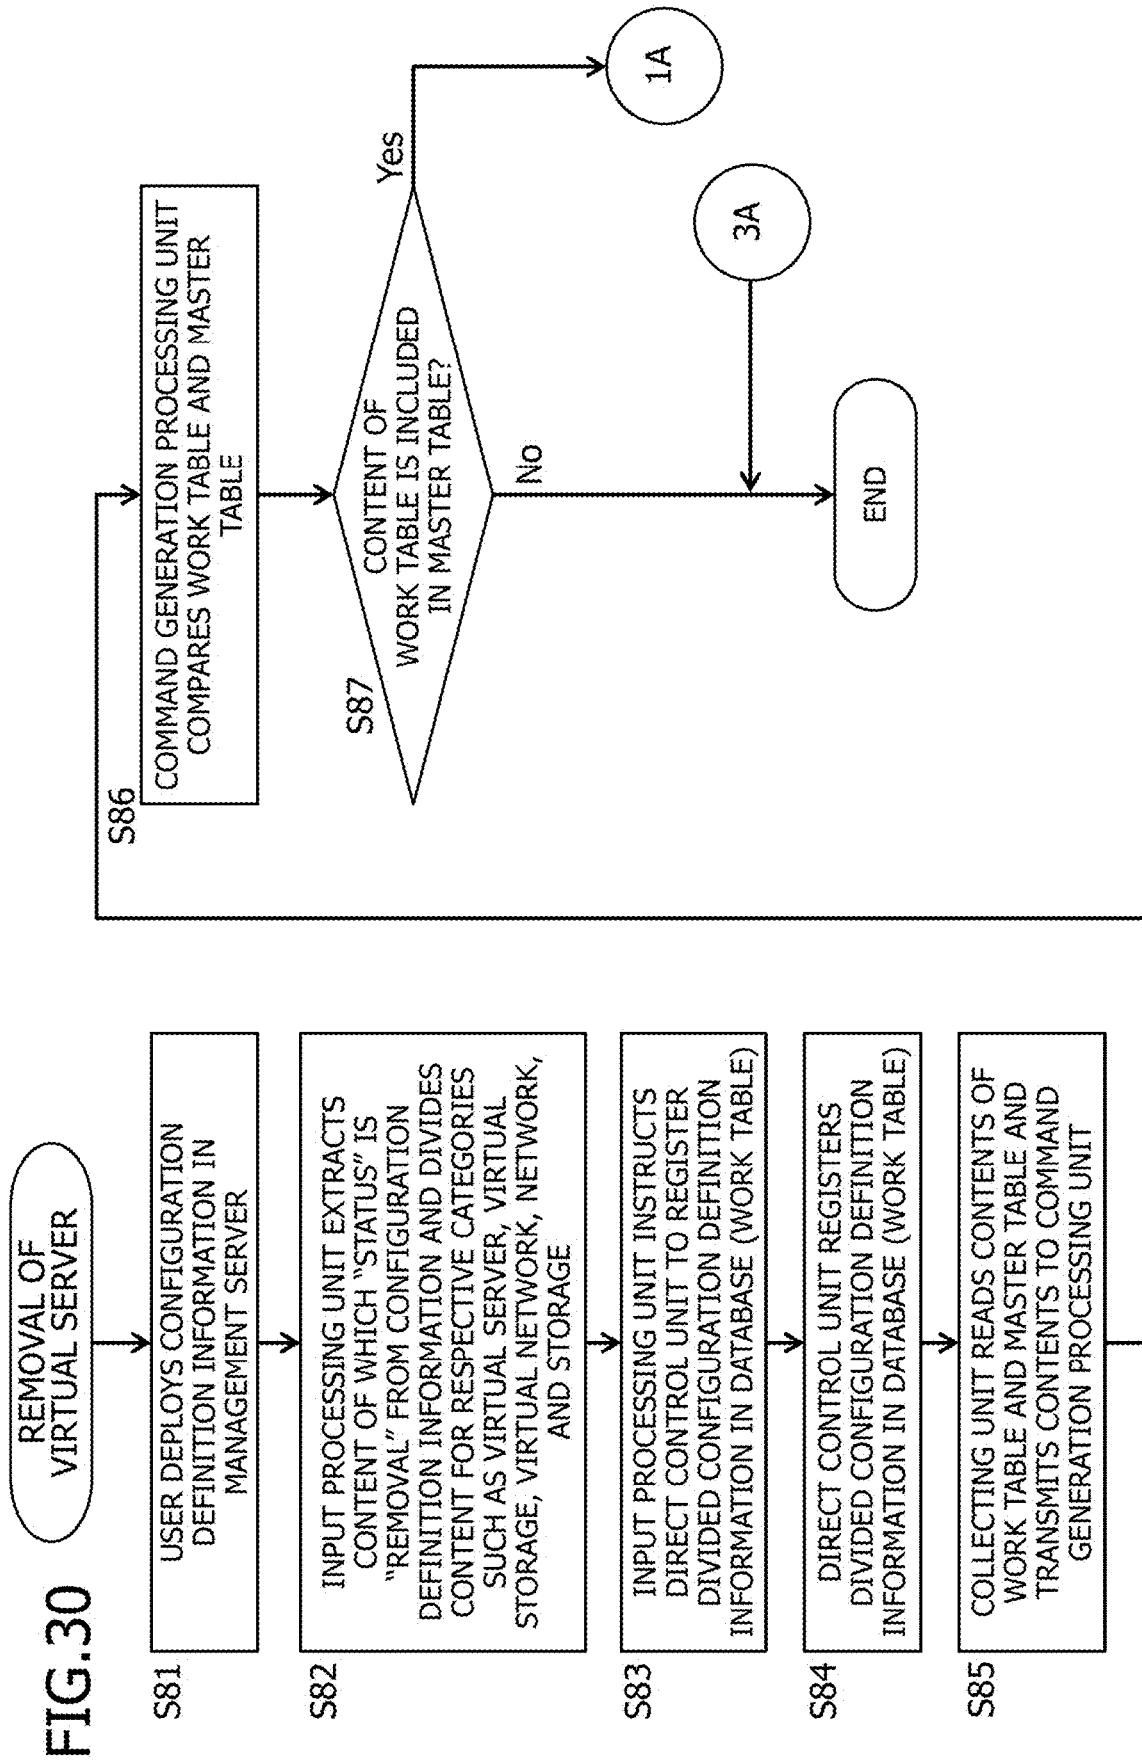 FIG.30
REMOVAL OF
VIRTUAL SERVER
S81
USER DEPLOYS CONFIGURATION
DEFINITION INFORMATION IN
MANAGEMENT SERVER
S82
INPUT PROCESSING UNIT EXTRACTS
CONTENT OF WHICH "STATUS" IS
"REMOVAL" FROM CONFIGURATION
DEFINITION INFORMATION AND DIVIDES
CONTENT FOR RESPECTIVE CATEGORIES
SUCH AS VIRTUAL SERVER, VIRTUAL
STORAGE, VIRTUAL NETWORK, NETWORK,
AND STORAGE
S83
INPUT PROCESSING UNIT INSTRUCTS
DIRECT CONTROL UNIT TO REGISTER
DIVIDED CONFIGURATION DEFINITION
INFORMATION IN DATABASE (WORK TABLE)
S84
DIRECT CONTROL UNIT REGISTERS
DIVIDED CONFIGURATION DEFINITION
INFORMATION IN DATABASE (WORK TABLE)
S85
COLLECTING UNIT READS CONTENTS OF
WORK TABLE AND MASTER TABLE AND
TRANSMITS CONTENTS TO COMMAND
GENERATION PROCESSING UNIT
S86
COMMAND GENERATION PROCESSING UNIT
COMPARES WORK TABLE AND MASTER
TABLE
S87
CONTENT OF
WORK TABLE IS INCLUDED
IN MASTER TABLE?
Yes
1A
No
3A
END